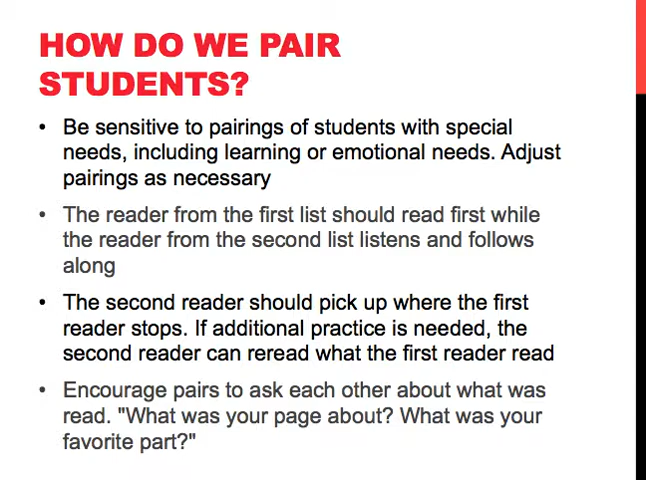 HOW DO WE PAIR
STUDENTS?
• Be sensitive to pairings of students with special
needs, including learning or emotional needs. Adjust
pairings as necessary
• The reader from the first list should read first while
the reader from the second list listens and follows
along
• The second reader should pick up where the first
reader stops. If additional practice is needed, the
second reader can reread what the first reader read
• Encourage pairs to ask each other about what was
read. "What was your page about? What was your
favorite part?"